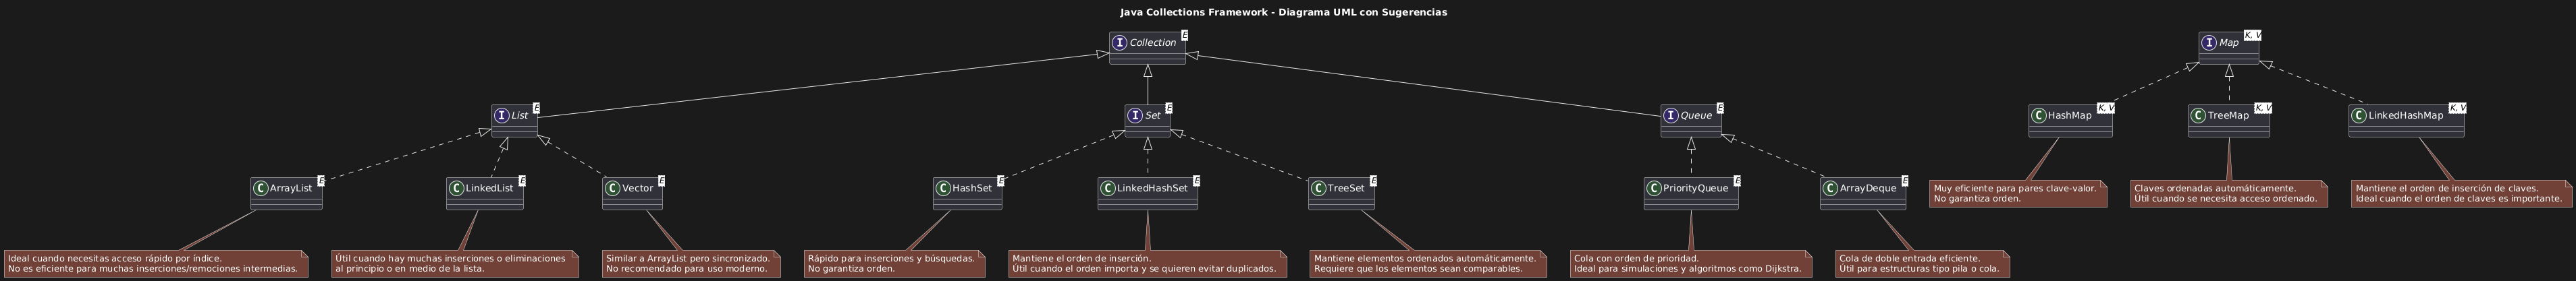 Java Collections Framework - Diagrama UML con Sugerencias
I Collection E
I Map K, V
I List E
I Set E
I Queue E
C HashMap K, V
C TreeMap K, V
C LinkedHashMap K, V
C ArrayList E
C LinkedList E
C Vector E
C HashSet E
C LinkedHashSet E
C TreeSet E
C PriorityQueue E
C ArrayDeque E
Muy eficiente para pares clave-valor.
No garantiza orden.
Claves ordenadas automáticamente.
Útil cuando se necesita acceso ordenado.
Mantiene el orden de inserción de claves.
Ideal cuando el orden de claves es importante.
Ideal cuando necesitas acceso rápido por índice.
No es eficiente para muchas inserciones/remociones intermedias.
Útil cuando hay muchas inserciones o eliminaciones
al principio o en medio de la lista.
Similar a ArrayList pero sincronizado.
No recomendado para uso moderno.
Rápido para inserciones y búsquedas.
No garantiza orden.
Mantiene el orden de inserción.
Útil cuando el orden importa y se quieren evitar duplicados.
Mantiene elementos ordenados automáticamente.
Requiere que los elementos sean comparables.
Cola con orden de prioridad.
Ideal para simulaciones y algoritmos como Dijkstra.
Cola de doble entrada eficiente.
Útil para estructuras tipo pila o cola.